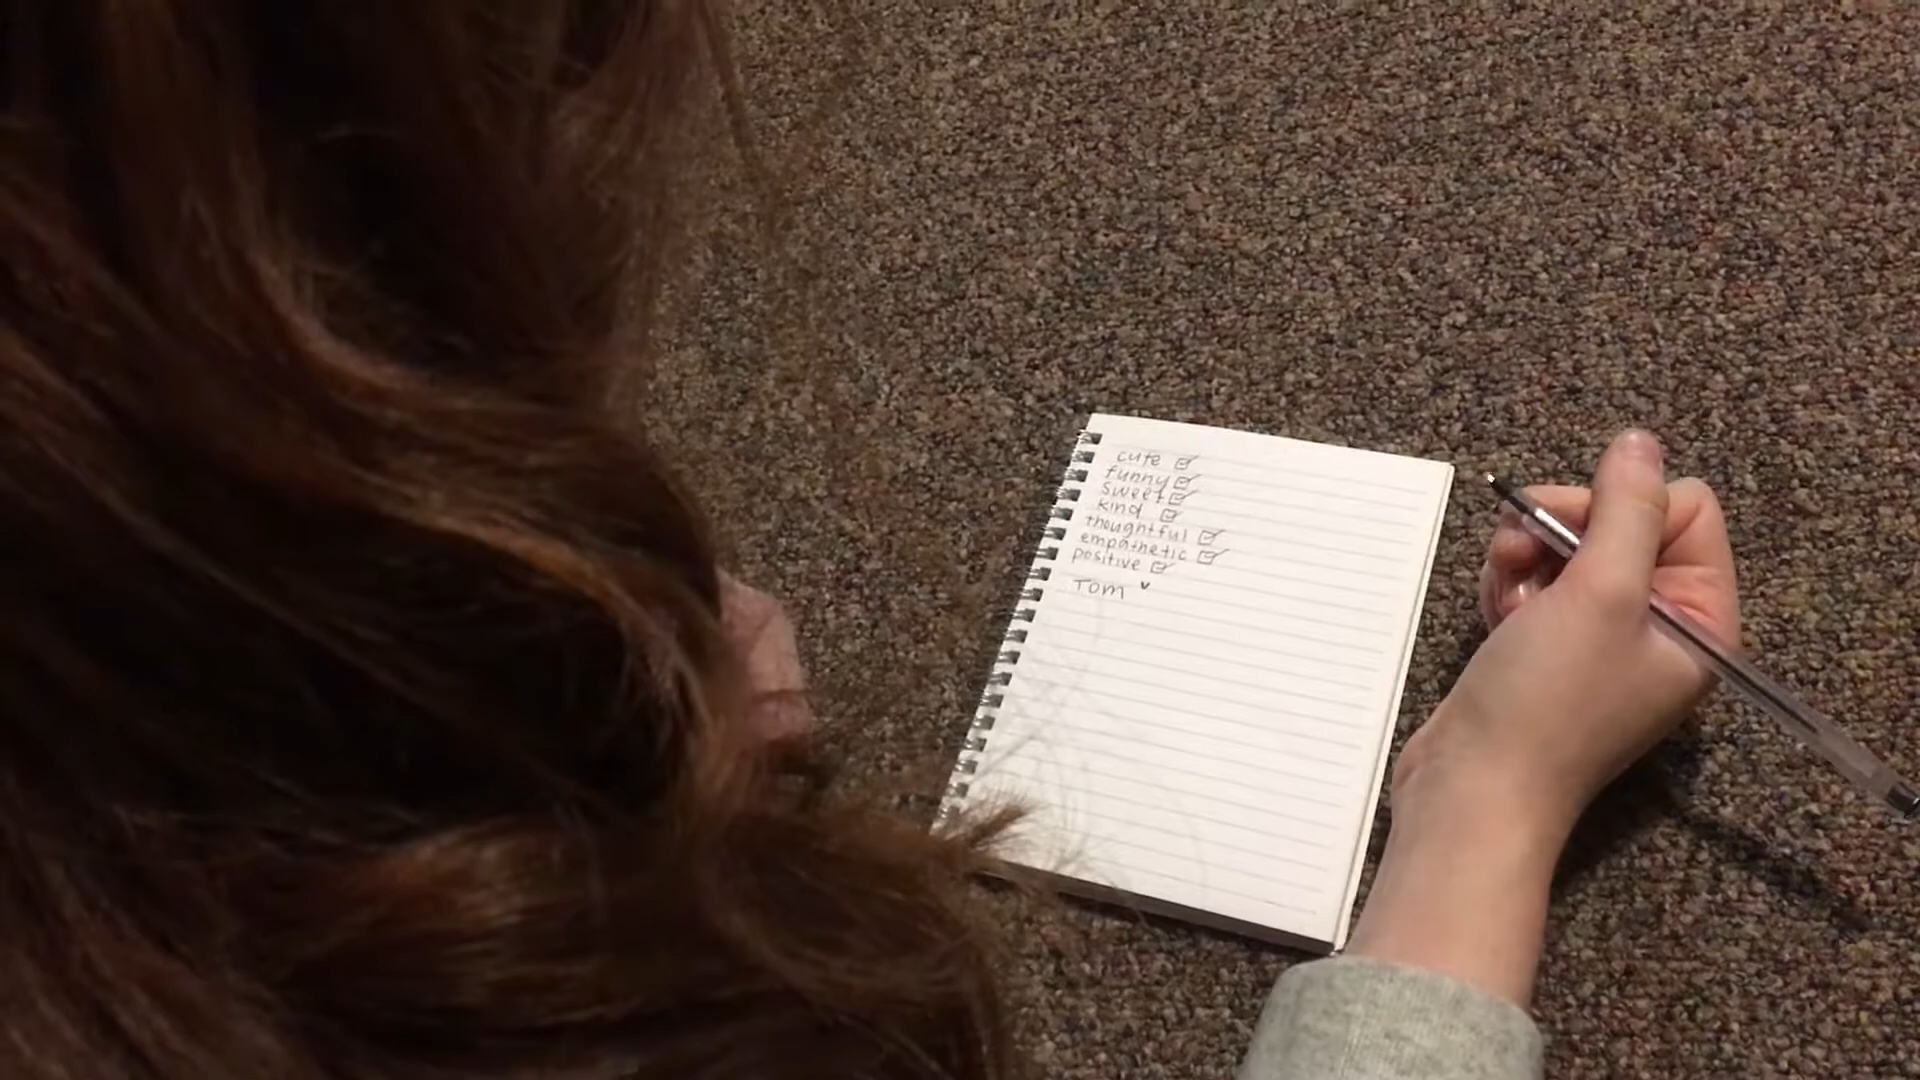 cute ☑
funny ☑
sweet ☑
kind ☑
thoughtful ☑
empathetic ☑
positive ☑
Tom